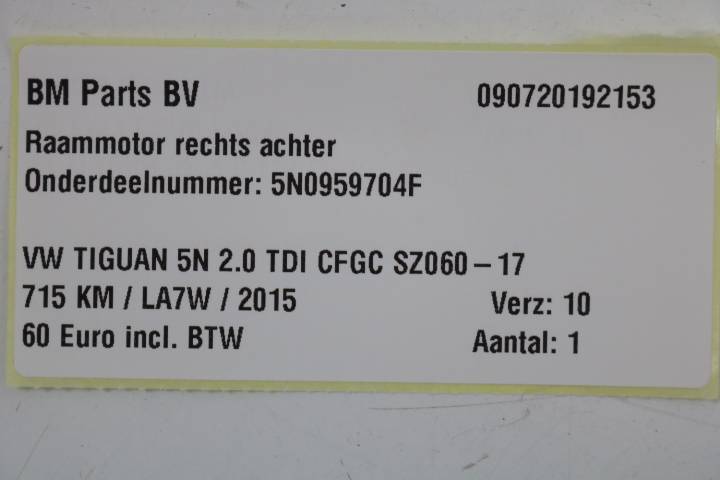 BM Parts BV 090720192153
Raammotor rechts achter
Onderdeelnummer: 5N0959704F
VW TIGUAN 5N 2.0 TDI CFGC SZ060 – 17
715 KM / LA7W / 2015 Verz: 10
60 Euro incl. BTW Aantal: 1